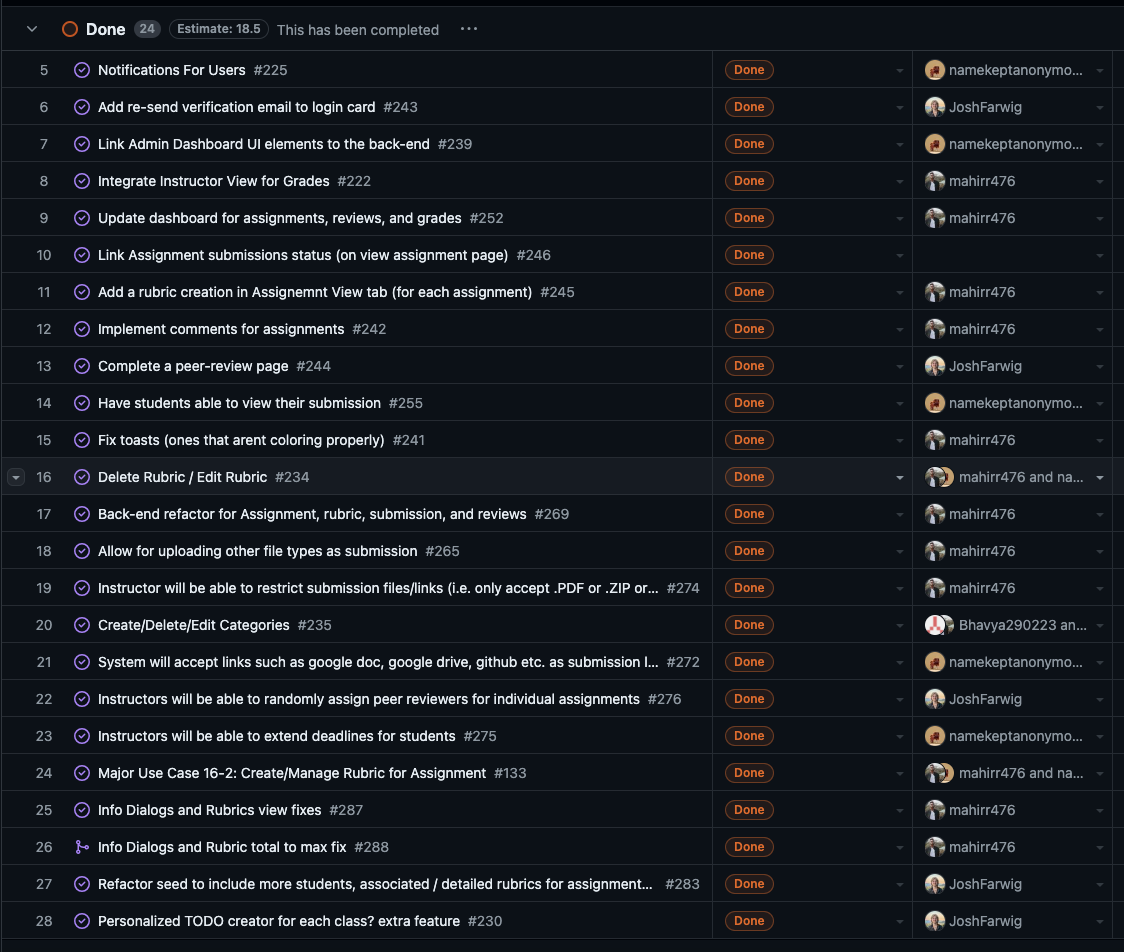 Done 24 Estimate: 18.5 This has been completed ...
5 Notifications For Users #225 Done namekeptanonymo...
6 Add re-send verification email to login card #243 Done JoshFarwig
7 Link Admin Dashboard UI elements to the back-end #239 Done namekeptanonymo...
8 Integrate Instructor View for Grades #222 Done mahirr476
9 Update dashboard for assignments, reviews, and grades #252 Done mahirr476
10 Link Assignment submissions status (on view assignment page) #246 Done
11 Add a rubric creation in Assignemnt View tab (for each assignment) #245 Done mahirr476
12 Implement comments for assignments #242 Done mahirr476
13 Complete a peer-review page #244 Done JoshFarwig
14 Have students able to view their submission #255 Done namekeptanonymo...
15 Fix toasts (ones that arent coloring properly) #241 Done mahirr476
16 Delete Rubric / Edit Rubric #234 Done mahirr476 and na...
17 Back-end refactor for Assignment, rubric, submission, and reviews #269 Done mahirr476
18 Allow for uploading other file types as submission #265 Done mahirr476
19 Instructor will be able to restrict submission files/links (i.e. only accept .PDF or .ZIP or... #274 Done mahirr476
20 Create/Delete/Edit Categories #235 Done Bhavya290223 an...
21 System will accept links such as google doc, google drive, github etc. as submission l... #272 Done namekeptanonymo...
22 Instructors will be able to randomly assign peer reviewers for individual assignments #276 Done JoshFarwig
23 Instructors will be able to extend deadlines for students #275 Done namekeptanonymo...
24 Major Use Case 16-2: Create/Manage Rubric for Assignment #133 Done mahirr476 and na...
25 Info Dialogs and Rubrics view fixes #287 Done mahirr476
26 Info Dialogs and Rubric total to max fix #288 Done mahirr476
27 Refactor seed to include more students, associated / detailed rubrics for assignment... #283 Done JoshFarwig
28 Personalized TODO creator for each class? extra feature #230 Done JoshFarwig